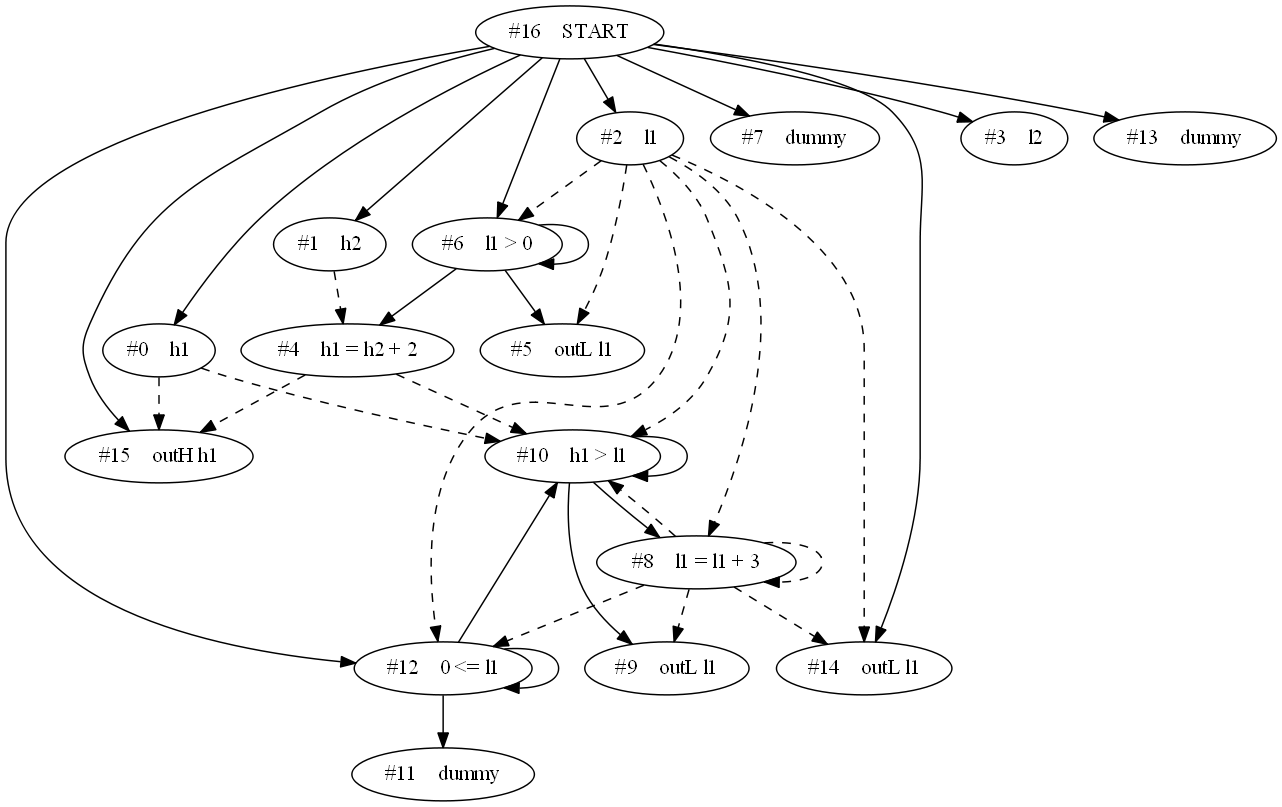 #16 START
#2 l1
#7 dummy
#3 l2
#13 dummy
#1 h2
#6 l1 > 0
#0 h1
#4 h1 = h2 + 2
#5 outL l1
#15 outH h1
#10 h1 > l1
#8 l1 = l1 + 3
#12 0 <= l1
#9 outL l1
#14 outL l1
#11 dummy